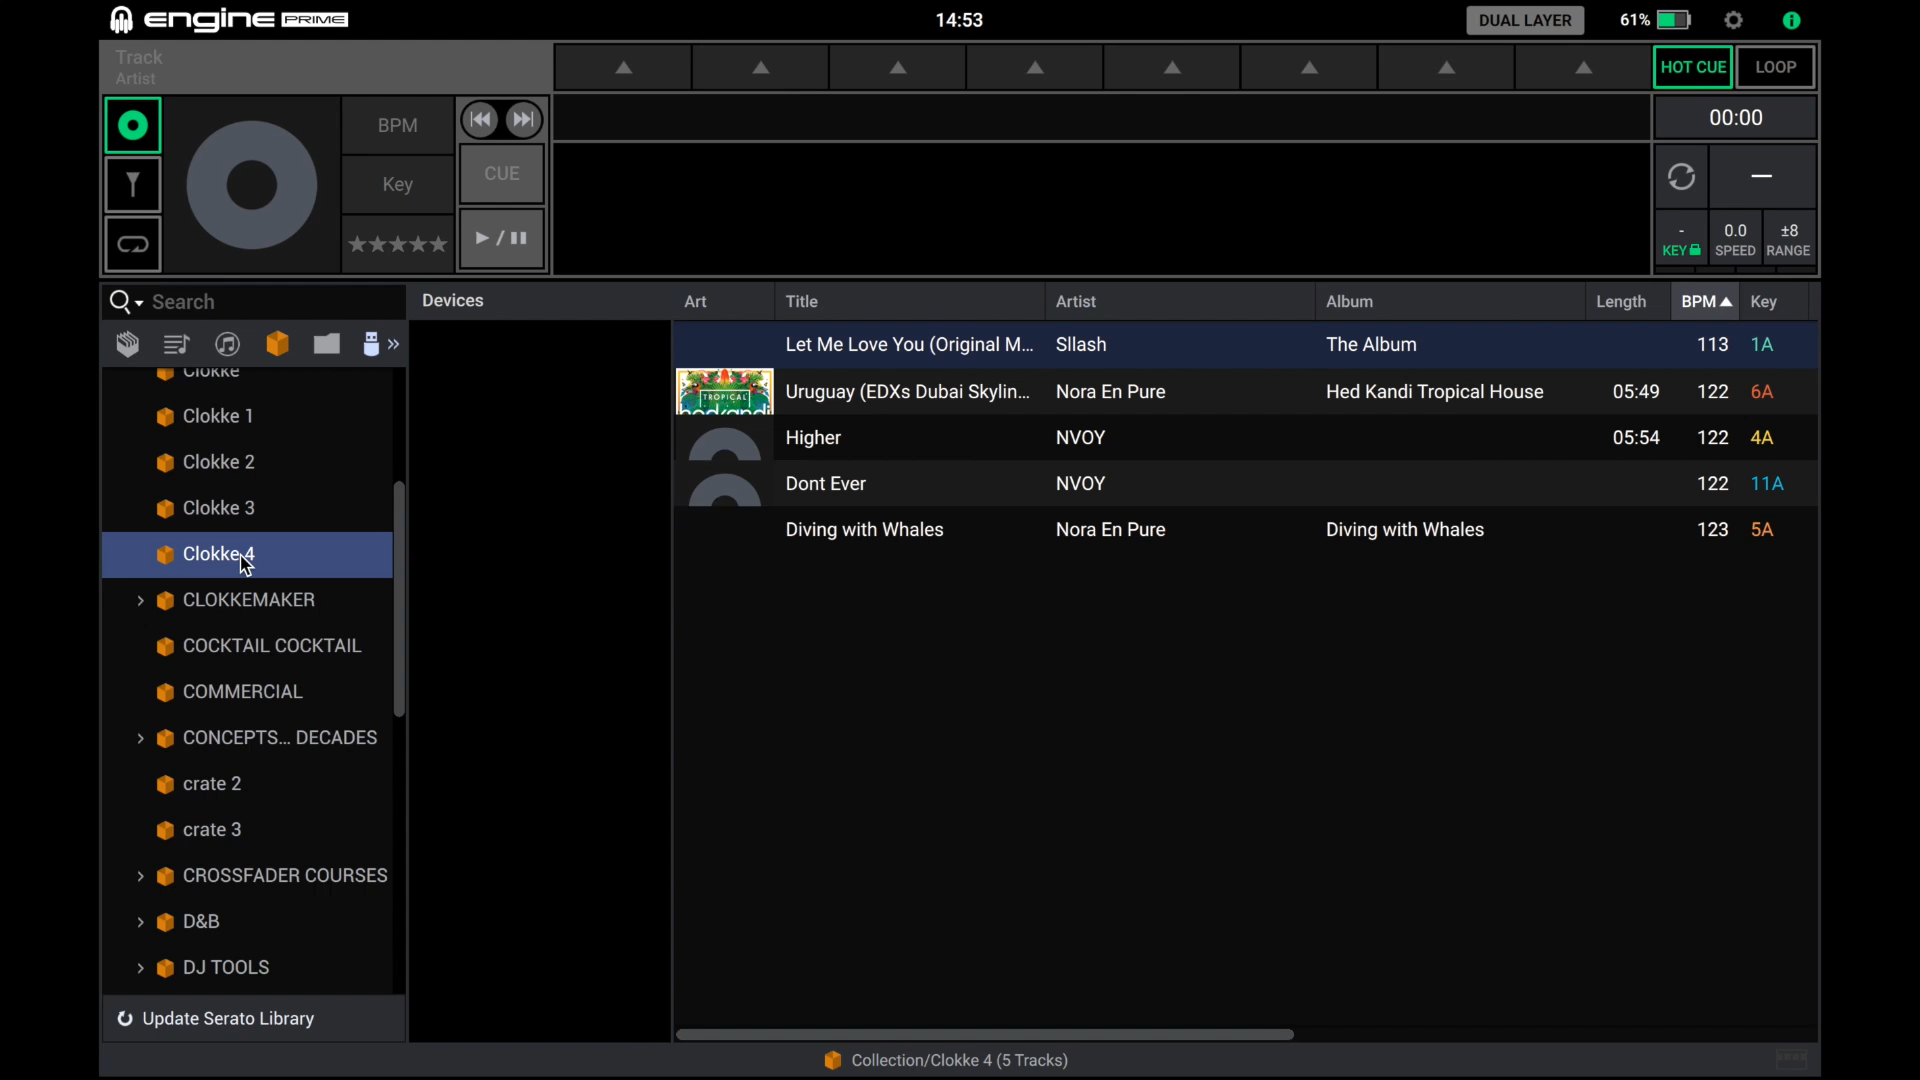 engine PRIME
14:53
DUAL LAYER
61%
Track
Artist
HOT CUE
LOOP
BPM
CUE
00:00
Key
-
KEY
0.0
SPEED
±8
RANGE
Search
Devices
Art
Title
Artist
Album
Length
BPM
Key
Clokke
Clokke 1
Clokke 2
Clokke 3
Clokke 4
CLOKKEMAKER
COCKTAIL COCKTAIL
COMMERCIAL
CONCEPTS... DECADES
crate 2
crate 3
CROSSFADER COURSES
D&B
DJ TOOLS
Update Serato Library
Let Me Love You (Original M... Sllash The Album 113 1A
TROPICAL
hedkandi
Uruguay (EDXs Dubai Skylin... Nora En Pure Hed Kandi Tropical House 05:49 122 6A
Higher NVOY 05:54 122 4A
Dont Ever NVOY 122 11A
Diving with Whales Nora En Pure Diving with Whales 123 5A
Collection/Clokke 4 (5 Tracks)